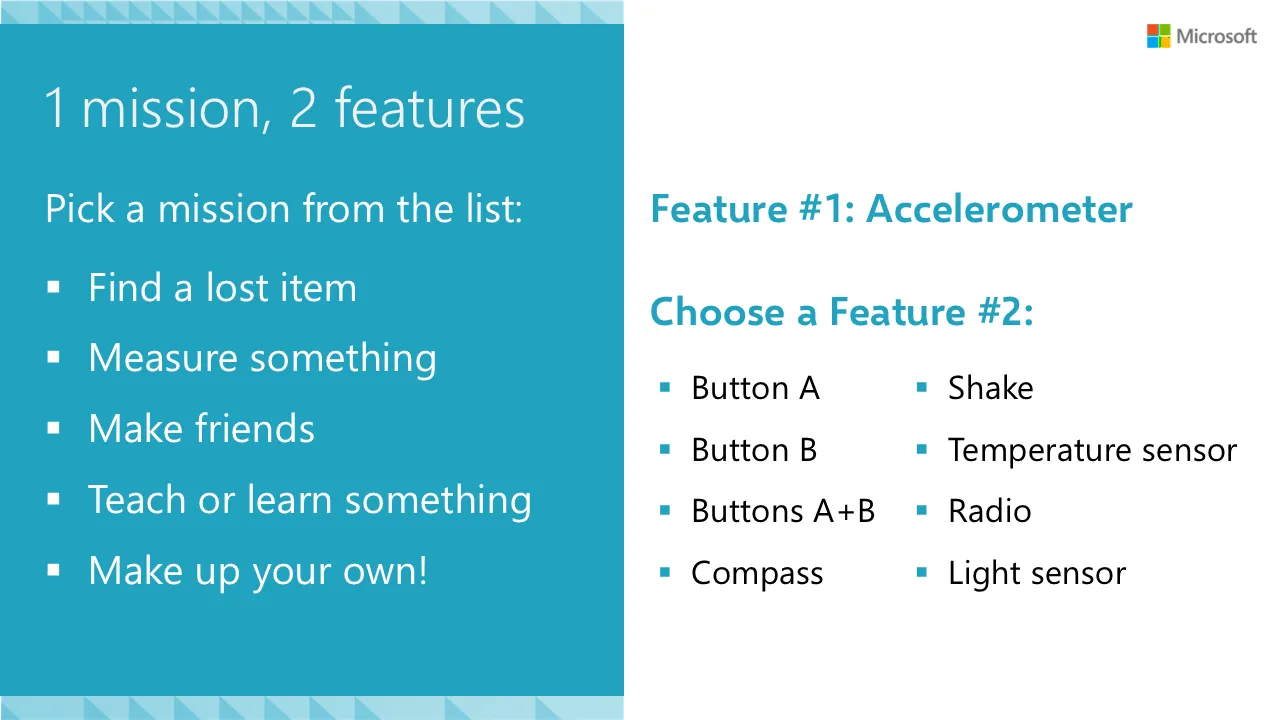 Microsoft
1 mission, 2 features
Pick a mission from the list:
▪ Find a lost item
▪ Measure something
▪ Make friends
▪ Teach or learn something
▪ Make up your own!
Feature #1: Accelerometer
Choose a Feature #2:
▪ Button A
▪ Button B
▪ Buttons A+B
▪ Compass
▪ Shake
▪ Temperature sensor
▪ Radio
▪ Light sensor